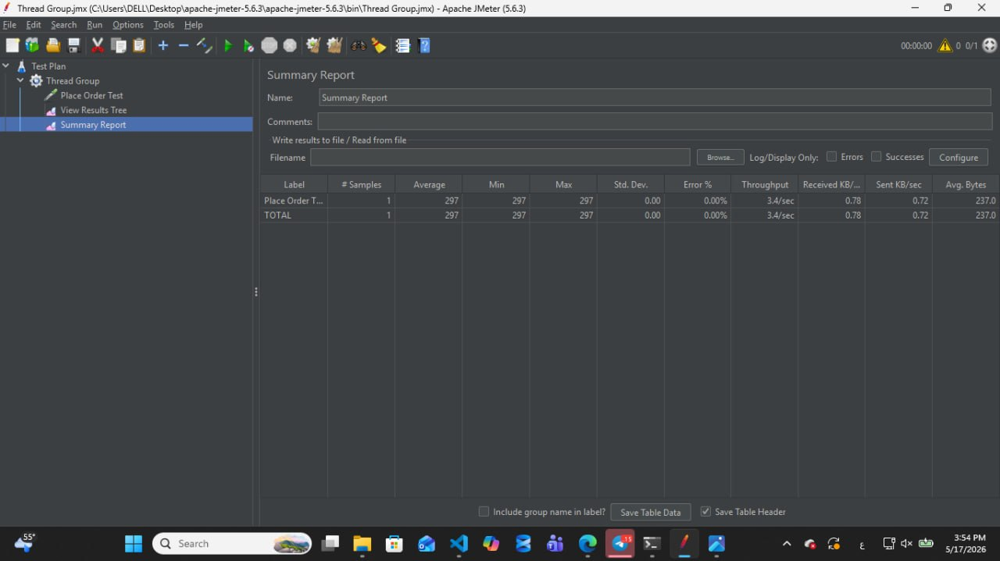 Thread Group.jmx (C:\Users\DELL\Desktop\apache-jmeter-5.6.3\apache-jmeter-5.6.3\bin\Thread Group.jmx) - Apache JMeter (5.6.3)
File Edit Search Run Options Tools Help
00:00:00 0 0/1
Test Plan
Thread Group
Place Order Test
View Results Tree
Summary Report
Summary Report
Name: Summary Report
Comments:
Write results to file / Read from file
Filename Browse... Log/Display Only: Errors Successes Configure
Label # Samples Average Min Max Std. Dev. Error % Throughput Received KB/... Sent KB/sec Avg. Bytes
Place Order T... 1 297 297 297 0.00 0.00% 3.4/sec 0.78 0.72 237.0
TOTAL 1 297 297 297 0.00 0.00% 3.4/sec 0.78 0.72 237.0
Include group name in label? Save Table Data Save Table Header
55° Search 15 ع 3:54 PM
5/17/2026